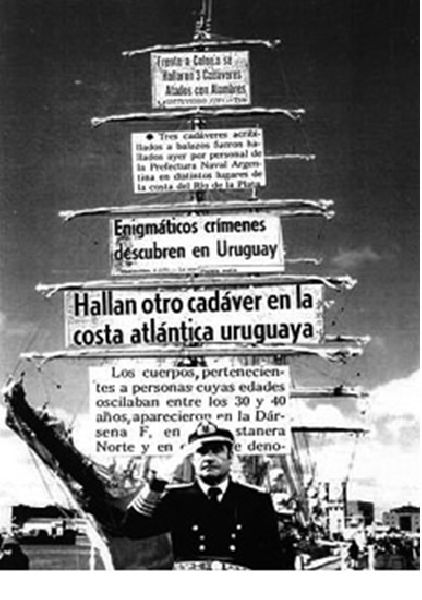 Frente a Colonia se
Hallaron 3 Cadáveres
Atados con Alambres
● Tres cadáveres acribi-
llados a balazos fueron ha-
llados ayer por personal de
la Prefectura Naval Argen-
tina en distintos lugares de
la costa del Río de la Plata
Enigmáticos crímenes
descubren en Uruguay
Hallan otro cadáver en la
costa atlántica uruguaya
Los cuerpos, pertenecien-
tes a personas cuyas edades
oscilaban entre los 30 y 40
años, aparecieron en la Dár-
sena F, en stanera
Norte y en e deno-